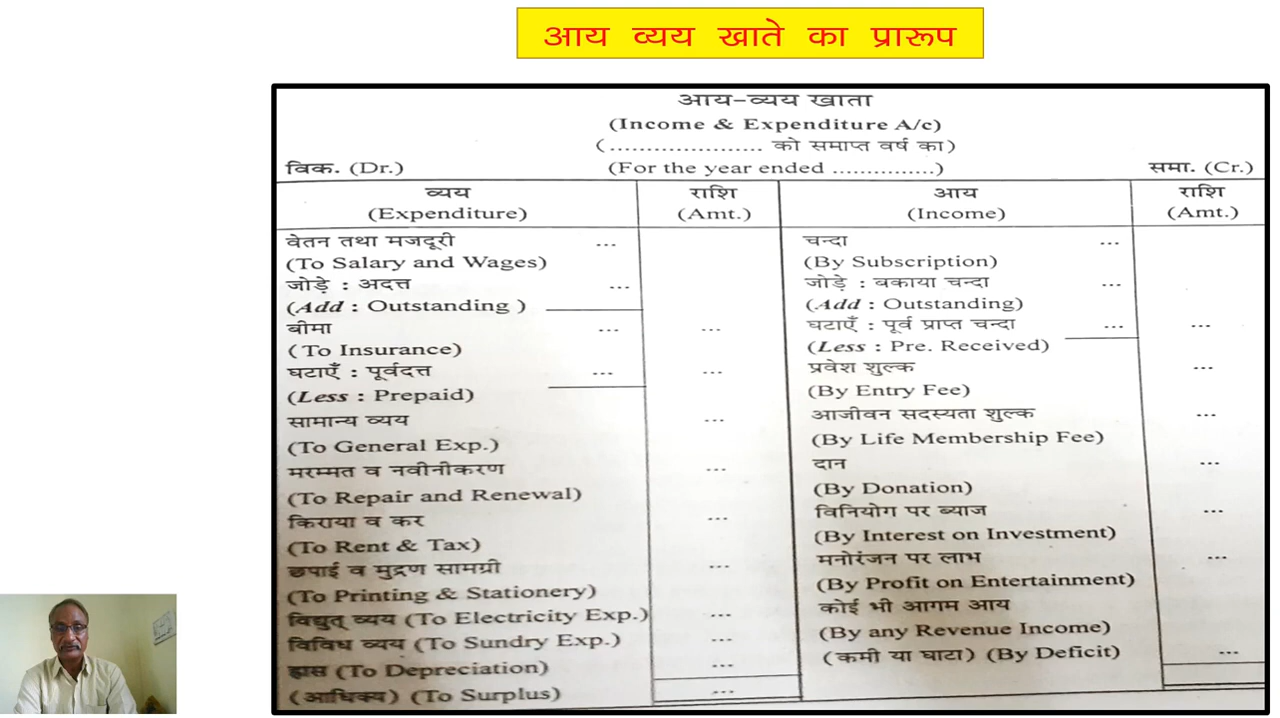 आय व्यय खाते का प्रारूप
आय-व्यय खाता
(Income & Expenditure A/c)
(...................... को समाप्त वर्ष का)
विक. (Dr.) (For the year ended ...............) समा. (Cr.)
व्यय राशि आय राशि
(Expenditure) (Amt.) (Income) (Amt.)
वेतन तथा मजदूरी ... चन्दा ...
(To Salary and Wages) (By Subscription)
जोड़े : अदत्त ... जोड़े : बकाया चन्दा ...
(Add : Outstanding ) (Add : Outstanding)
बीमा ... ... घटाएँ : पूर्व प्राप्त चन्दा ... ...
( To Insurance) (Less : Pre. Received)
घटाएँ : पूर्वदत्त ... ... प्रवेश शुल्क ...
(Less : Prepaid) (By Entry Fee)
सामान्य व्यय ... आजीवन सदस्यता शुल्क ...
(To General Exp.) (By Life Membership Fee)
मरम्मत व नवीनीकरण ... दान ...
(To Repair and Renewal) (By Donation)
किराया व कर ... विनियोग पर ब्याज ...
(To Rent & Tax) (By Interest on Investment)
छपाई व मुद्रण सामग्री ... मनोरंजन पर लाभ ...
(To Printing & Stationery) (By Profit on Entertainment)
विद्युत् व्यय (To Electricity Exp.) ... कोई भी आगम आय
विविध व्यय (To Sundry Exp.) ... (By any Revenue Income)
ह्रास (To Depreciation) ... (कमी या घाटा) (By Deficit) ...
(आधिक्य) (To Surplus) ...